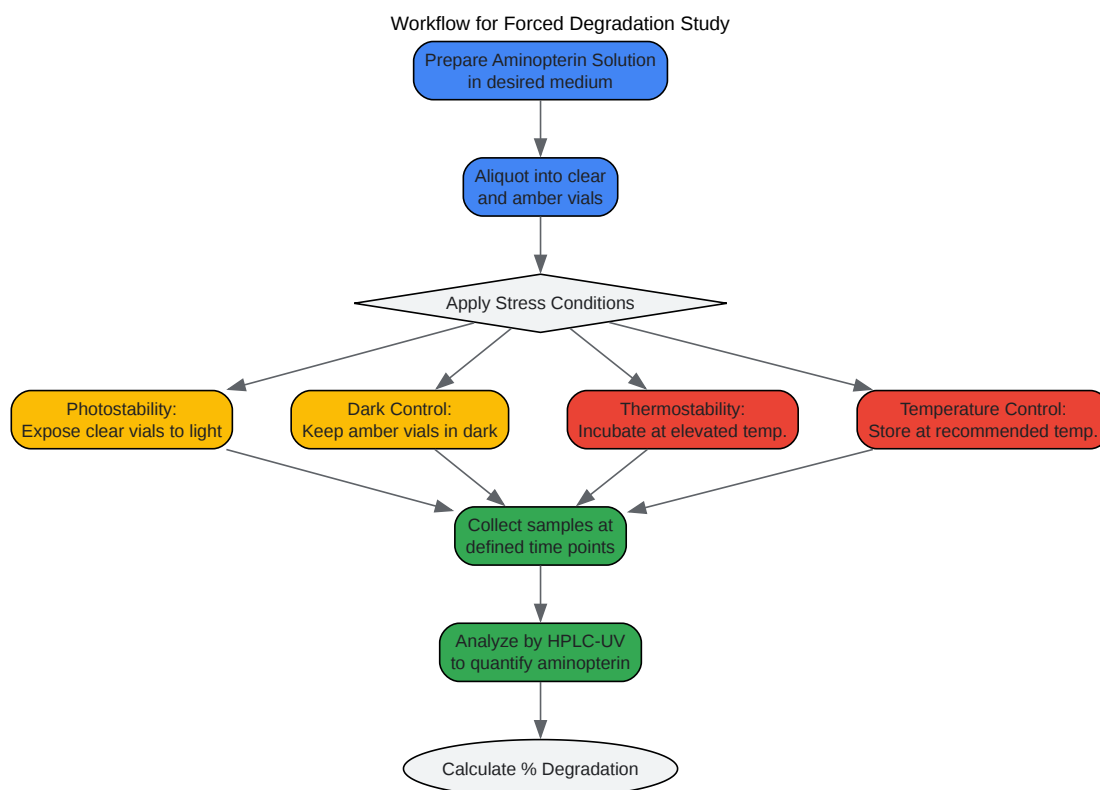 Workflow for Forced Degradation Study
Prepare Aminopterin Solution
in desired medium
Aliquot into clear
and amber vials
Apply Stress Conditions
Photostability:
Expose clear vials to light
Dark Control:
Keep amber vials in dark
Thermostability:
Incubate at elevated temp.
Temperature Control:
Store at recommended temp.
Collect samples at
defined time points
Analyze by HPLC-UV
to quantify aminopterin
Calculate % Degradation